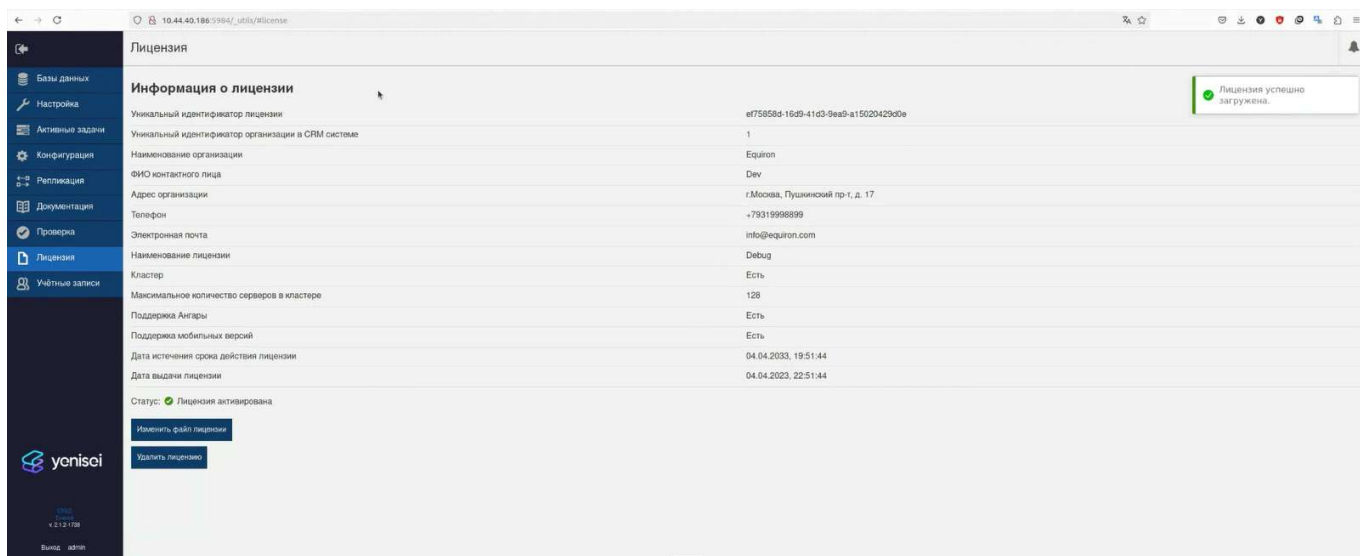 10.44.40.186:5984/_utils/#license
Лицензия
Базы данных
Настройка
Активные задачи
Конфигурация
Репликация
Документация
Проверка
Лицензия
Учётные записи
yenisei
v. 2.1.2-1738
Выход admin
Информация о лицензии
Уникальный идентификатор лицензии ef75858d-16d9-41d3-9ea9-a15020429d0e
Уникальный идентификатор организации в CRM системе 1
Наименование организации Equiron
ФИО контактного лица Dev
Адрес организации г.Москва, Пушкинский пр-т, д. 17
Телефон +79319998899
Электронная почта info@equiron.com
Наименование лицензии Debug
Кластер Есть
Максимальное количество серверов в кластере 128
Поддержка Ангары Есть
Поддержка мобильных версий Есть
Дата истечения срока действия лицензии 04.04.2033, 19:51:44
Дата выдачи лицензии 04.04.2023, 22:51:44
Статус: Лицензия активирована
Изменить файл лицензии
Удалить лицензию
Лицензия успешно
загружена.